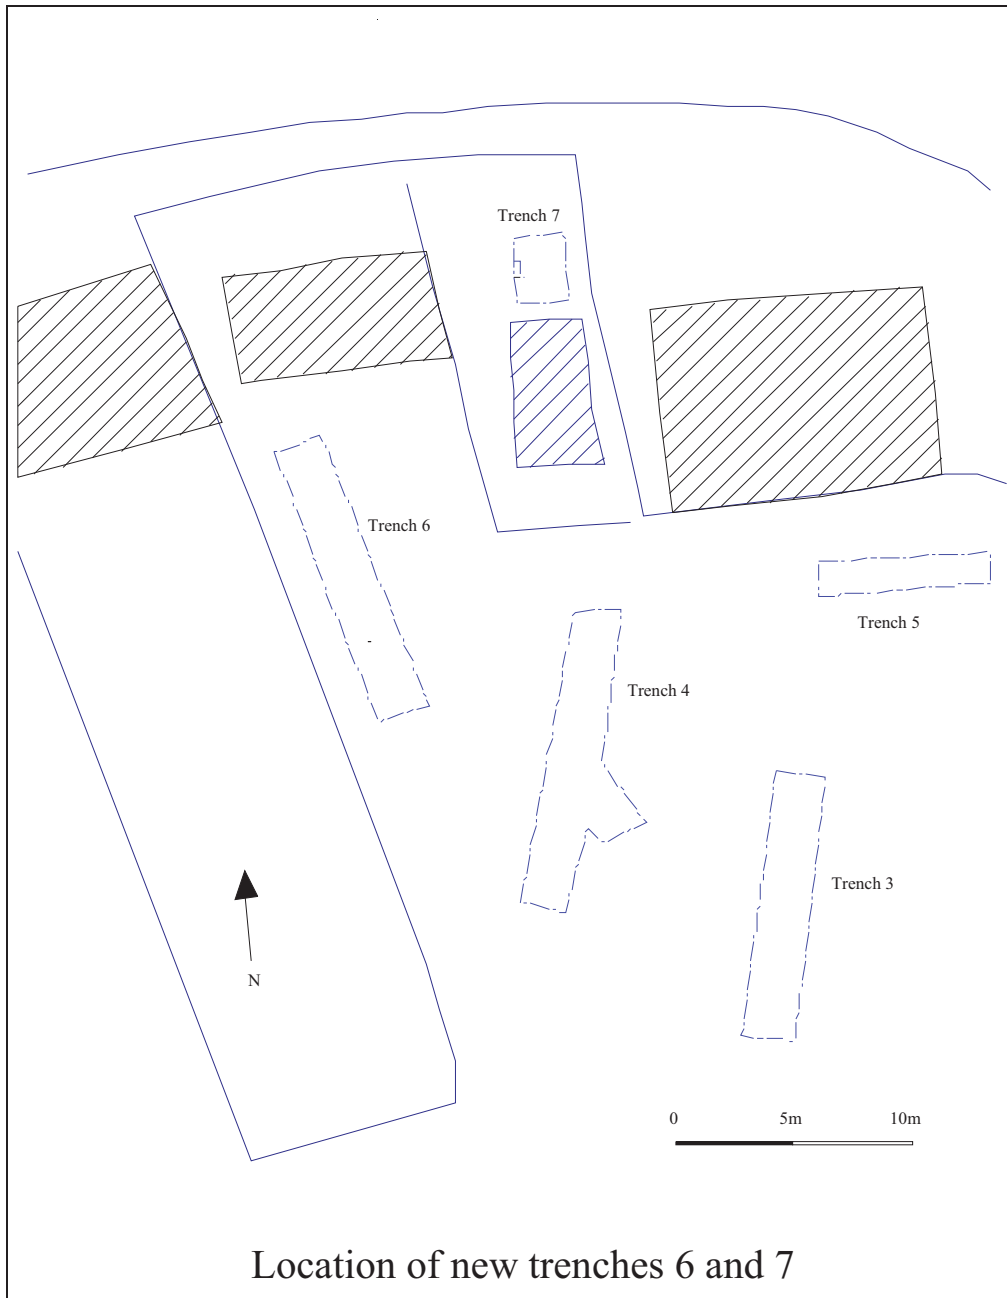 Trench 7
Trench 6
Trench 5
Trench 4
Trench 3
N
0 5m 10m
Location of new trenches 6 and 7